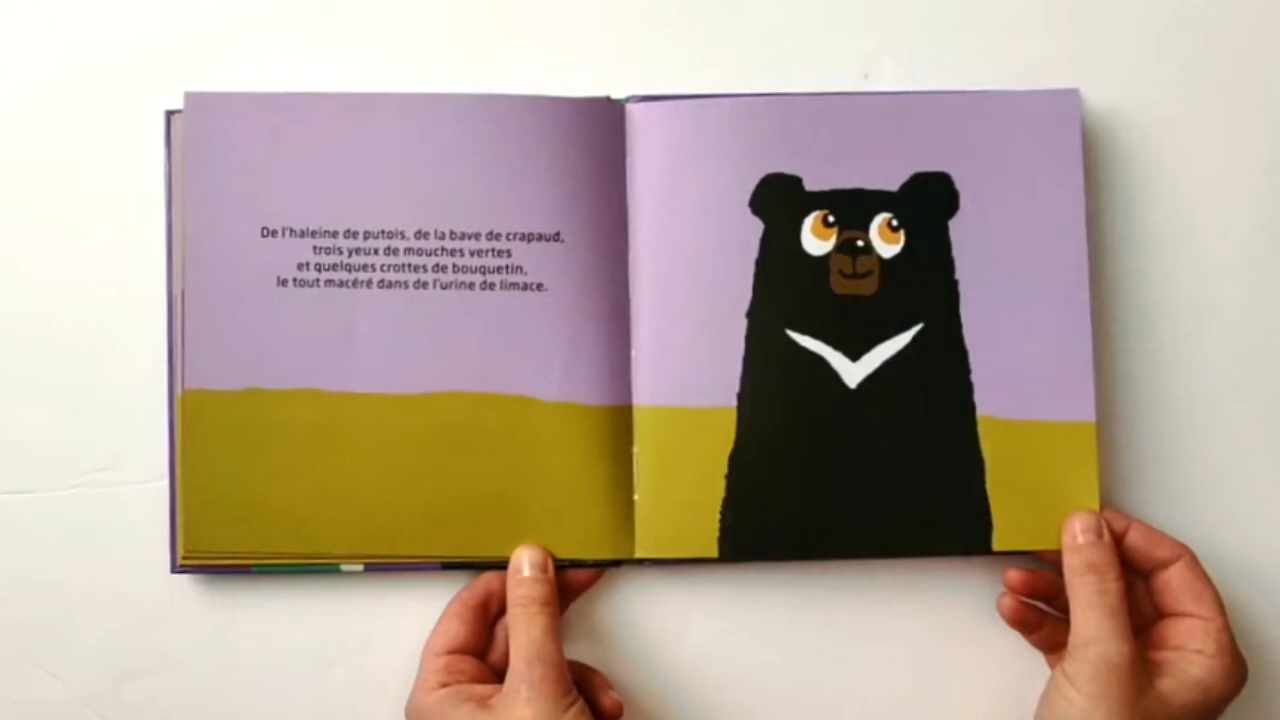 De l'haleine de putois, de la bave de crapaud,
trois yeux de mouches vertes
et quelques crottes de bouquetin,
le tout macéré dans de l'urine de limace.